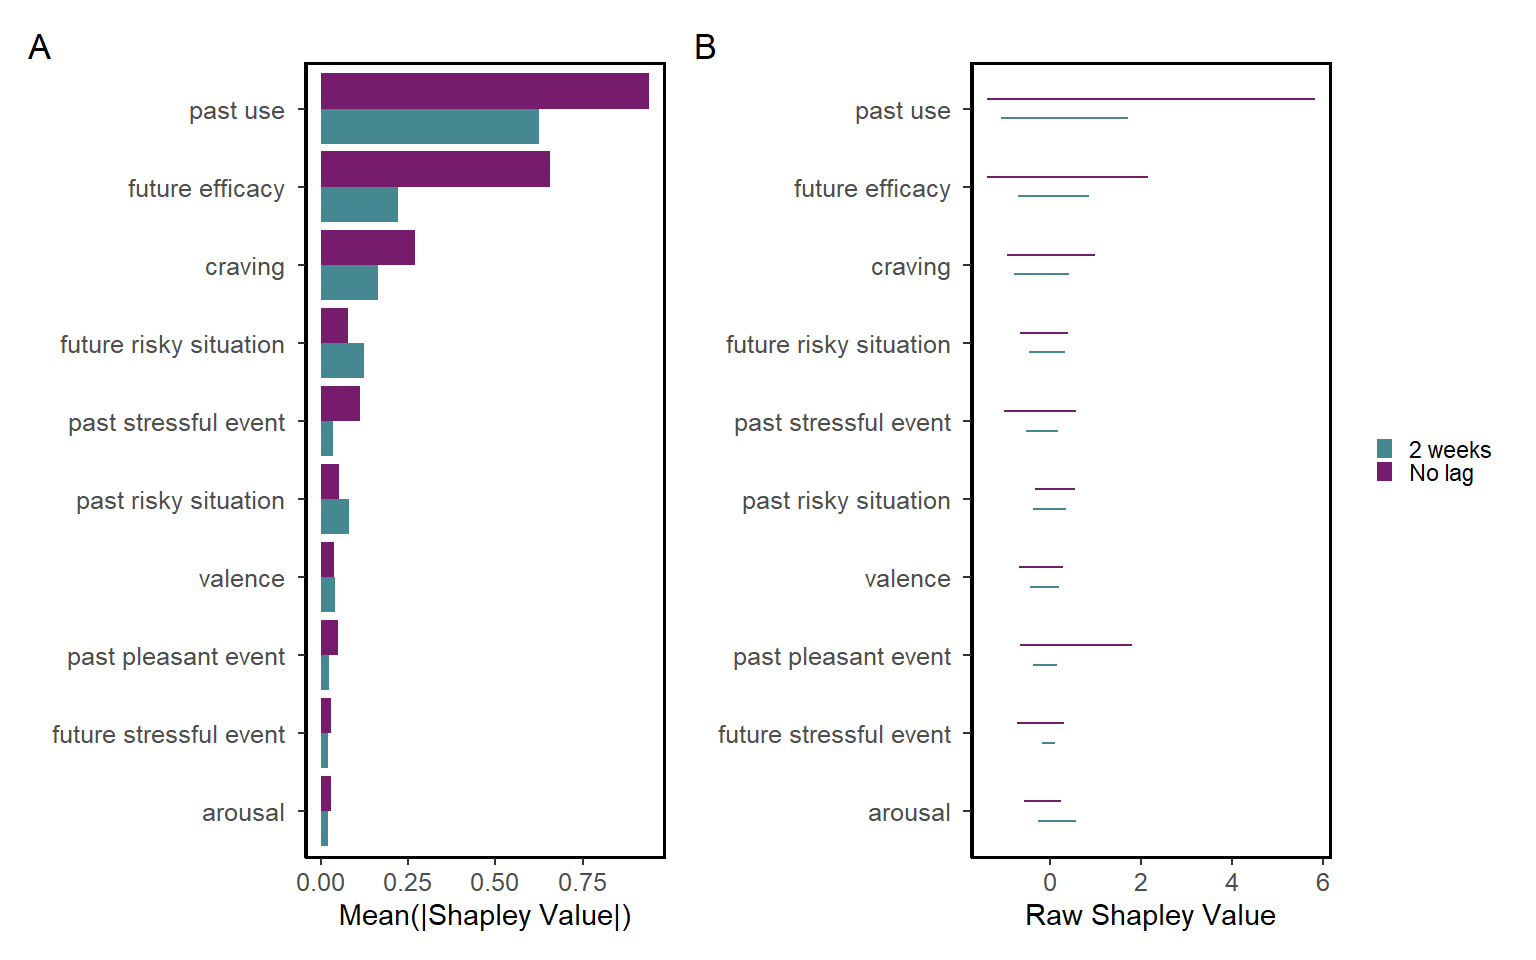 A
past use
future efficacy
craving
future risky situation
past stressful event
past risky situation
valence
past pleasant event
future stressful event
arousal
0.00 0.25 0.50 0.75
Mean(|Shapley Value|)
B
past use
future efficacy
craving
future risky situation
past stressful event
past risky situation
valence
past pleasant event
future stressful event
arousal
0 2 4 6
Raw Shapley Value
2 weeks
No lag